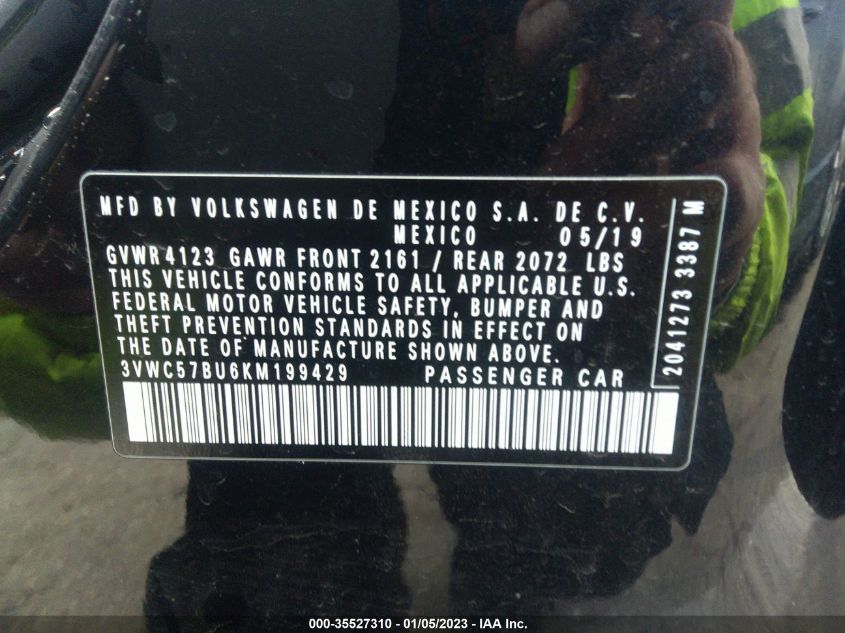 MFD BY VOLKSWAGEN DE MEXICO S.A. DE C.V.
MEXICO 05/19
GVWR 4123 GAWR FRONT 2161 / REAR 2072 LBS
THIS VEHICLE CONFORMS TO ALL APPLICABLE U.S.
FEDERAL MOTOR VEHICLE SAFETY, BUMPER AND
THEFT PREVENTION STANDARDS IN EFFECT ON
THE DATE OF MANUFACTURE SHOWN ABOVE.
3VWC57BU6KM199429 PASSENGER CAR
2041273 3387 M
000-35527310 - 01/05/2023 - IAA Inc.